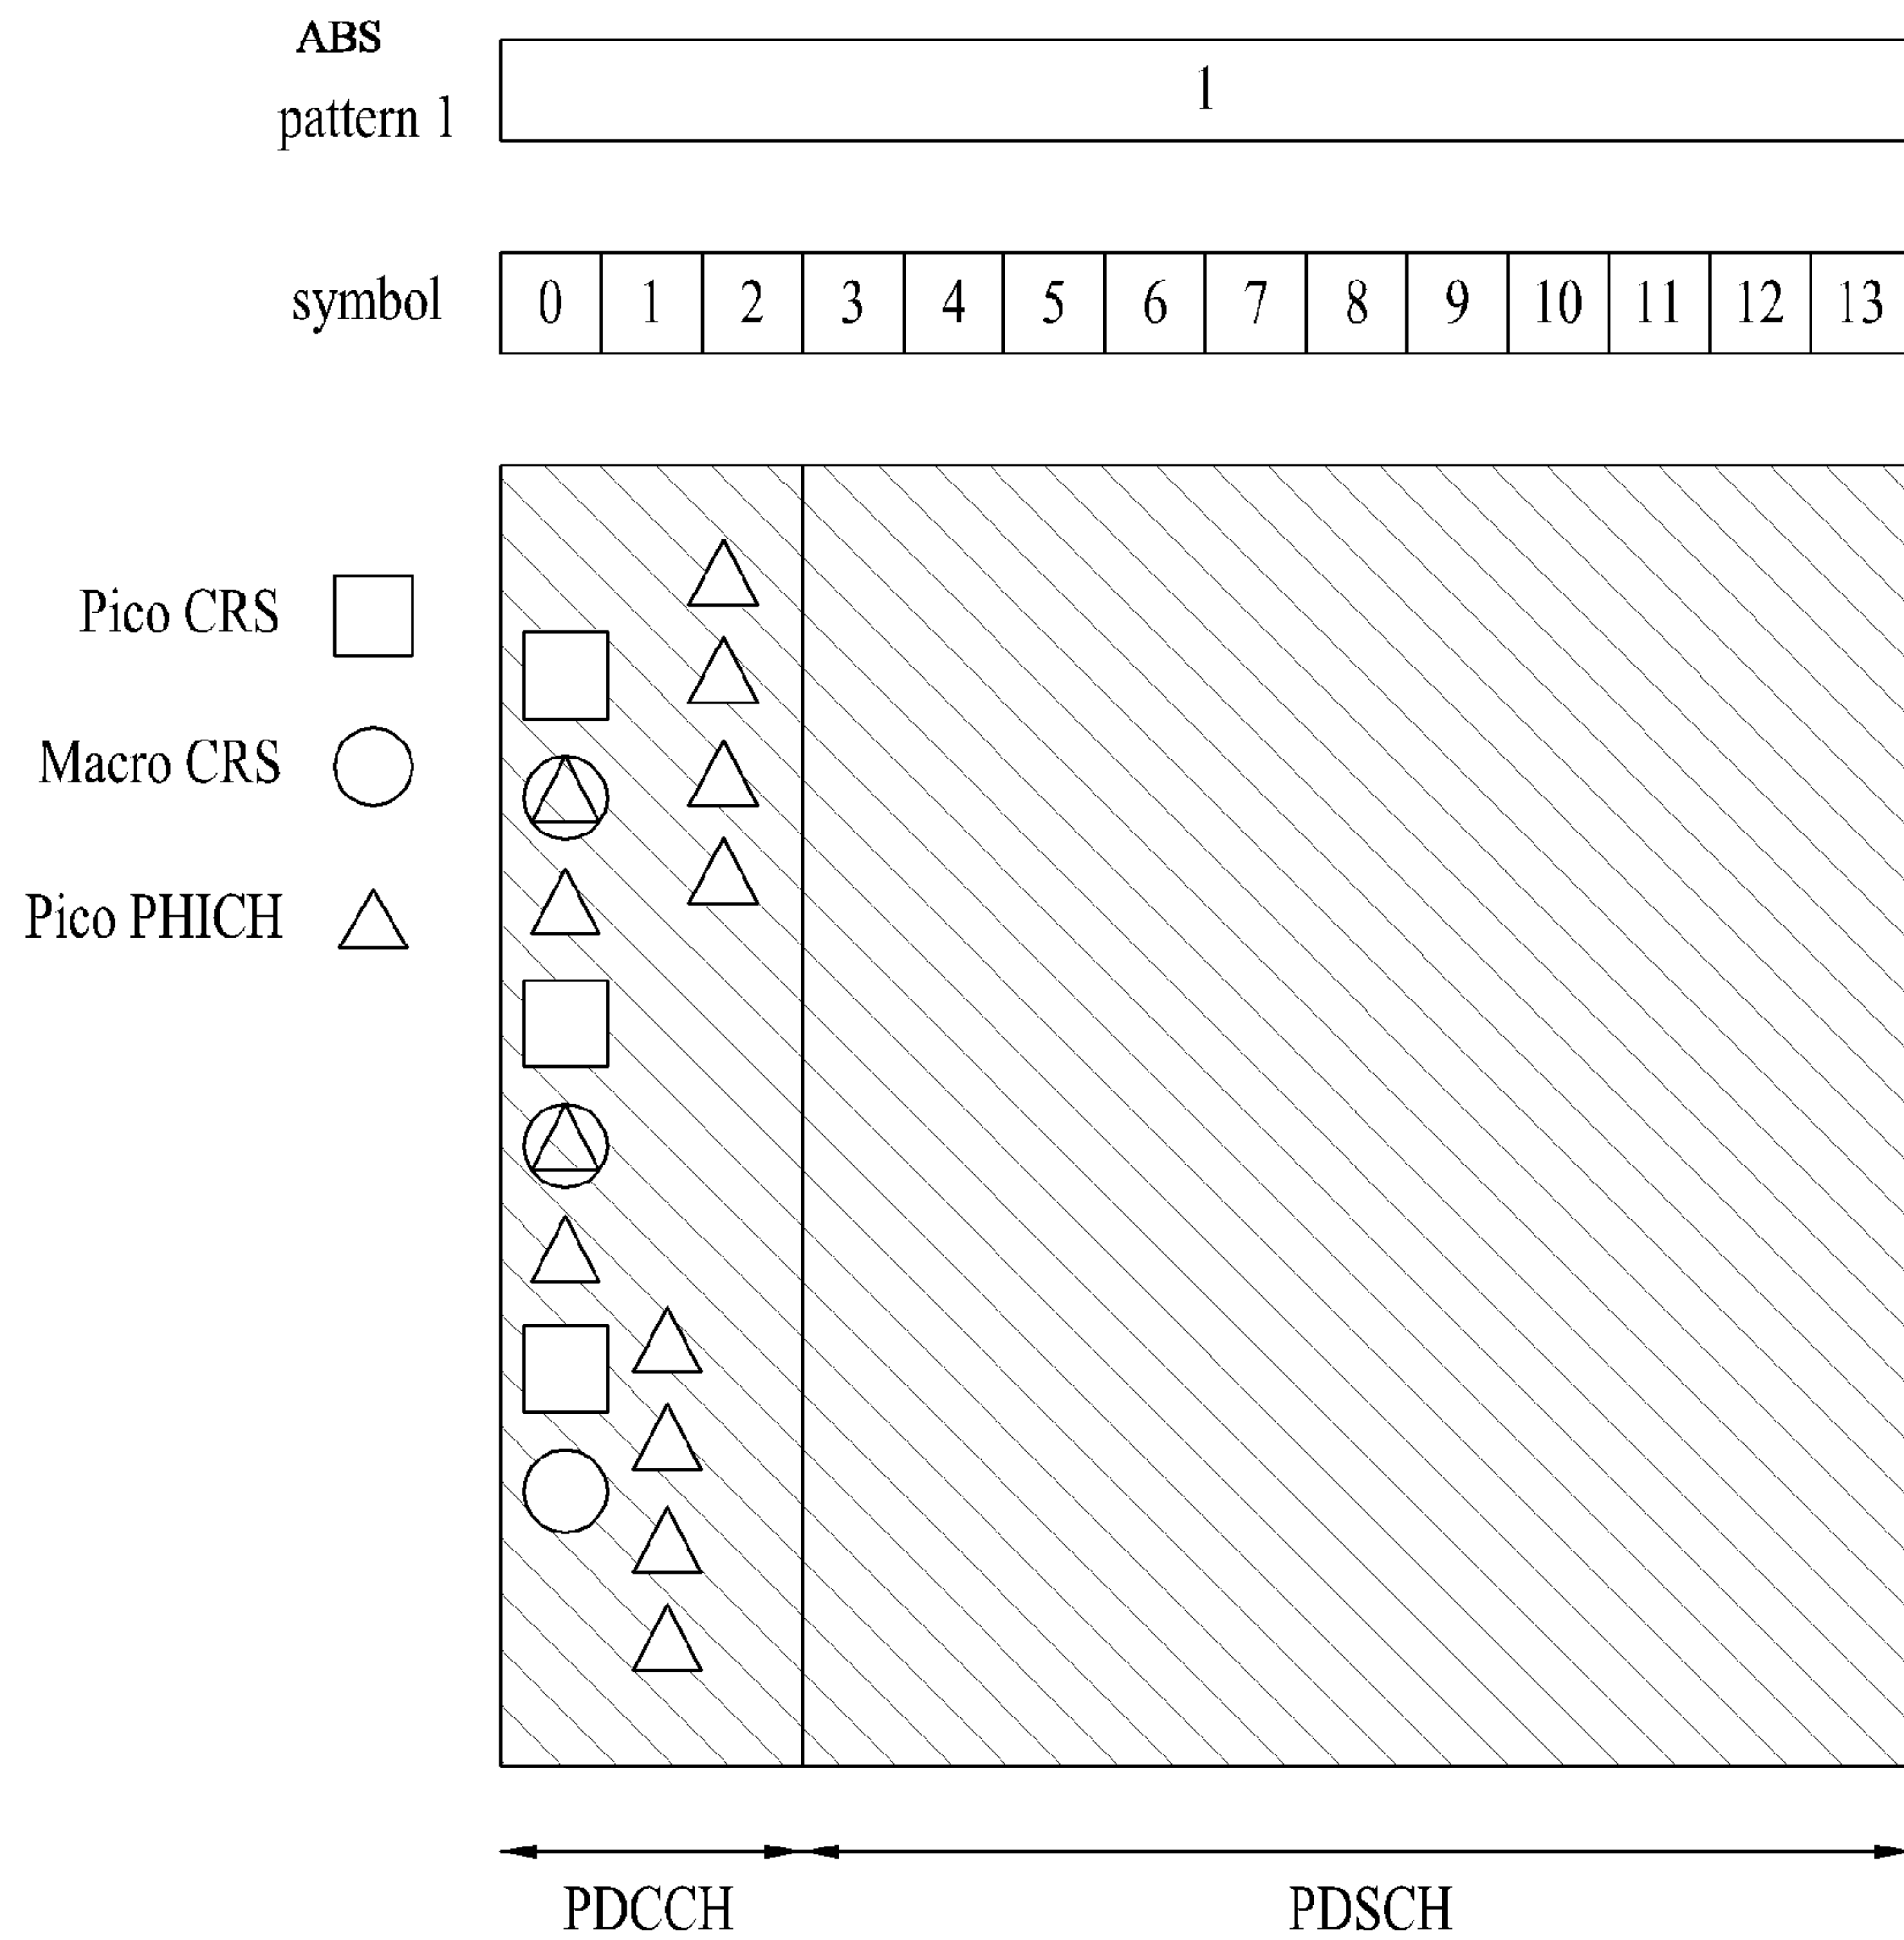 ABS
pattern 1
1
symbol 0 1 2 3 4 5 6 7 8 9 10 11 12 13
Pico CRS
Macro CRS
Pico PHICH
PDCCH PDSCH